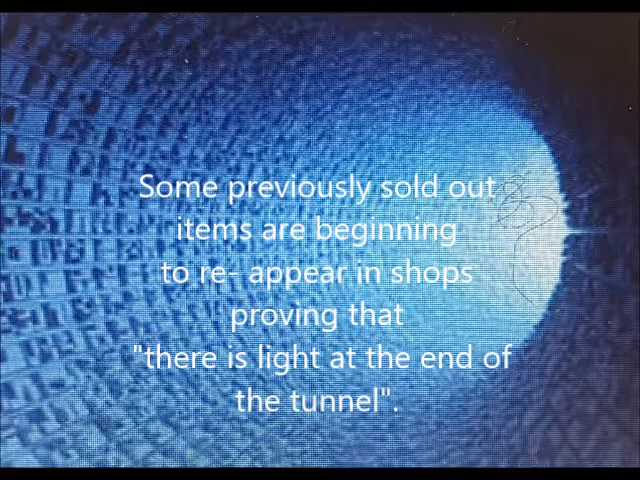 Some previously sold out
items are beginning
to re- appear in shops
proving that
"there is light at the end of
the tunnel".